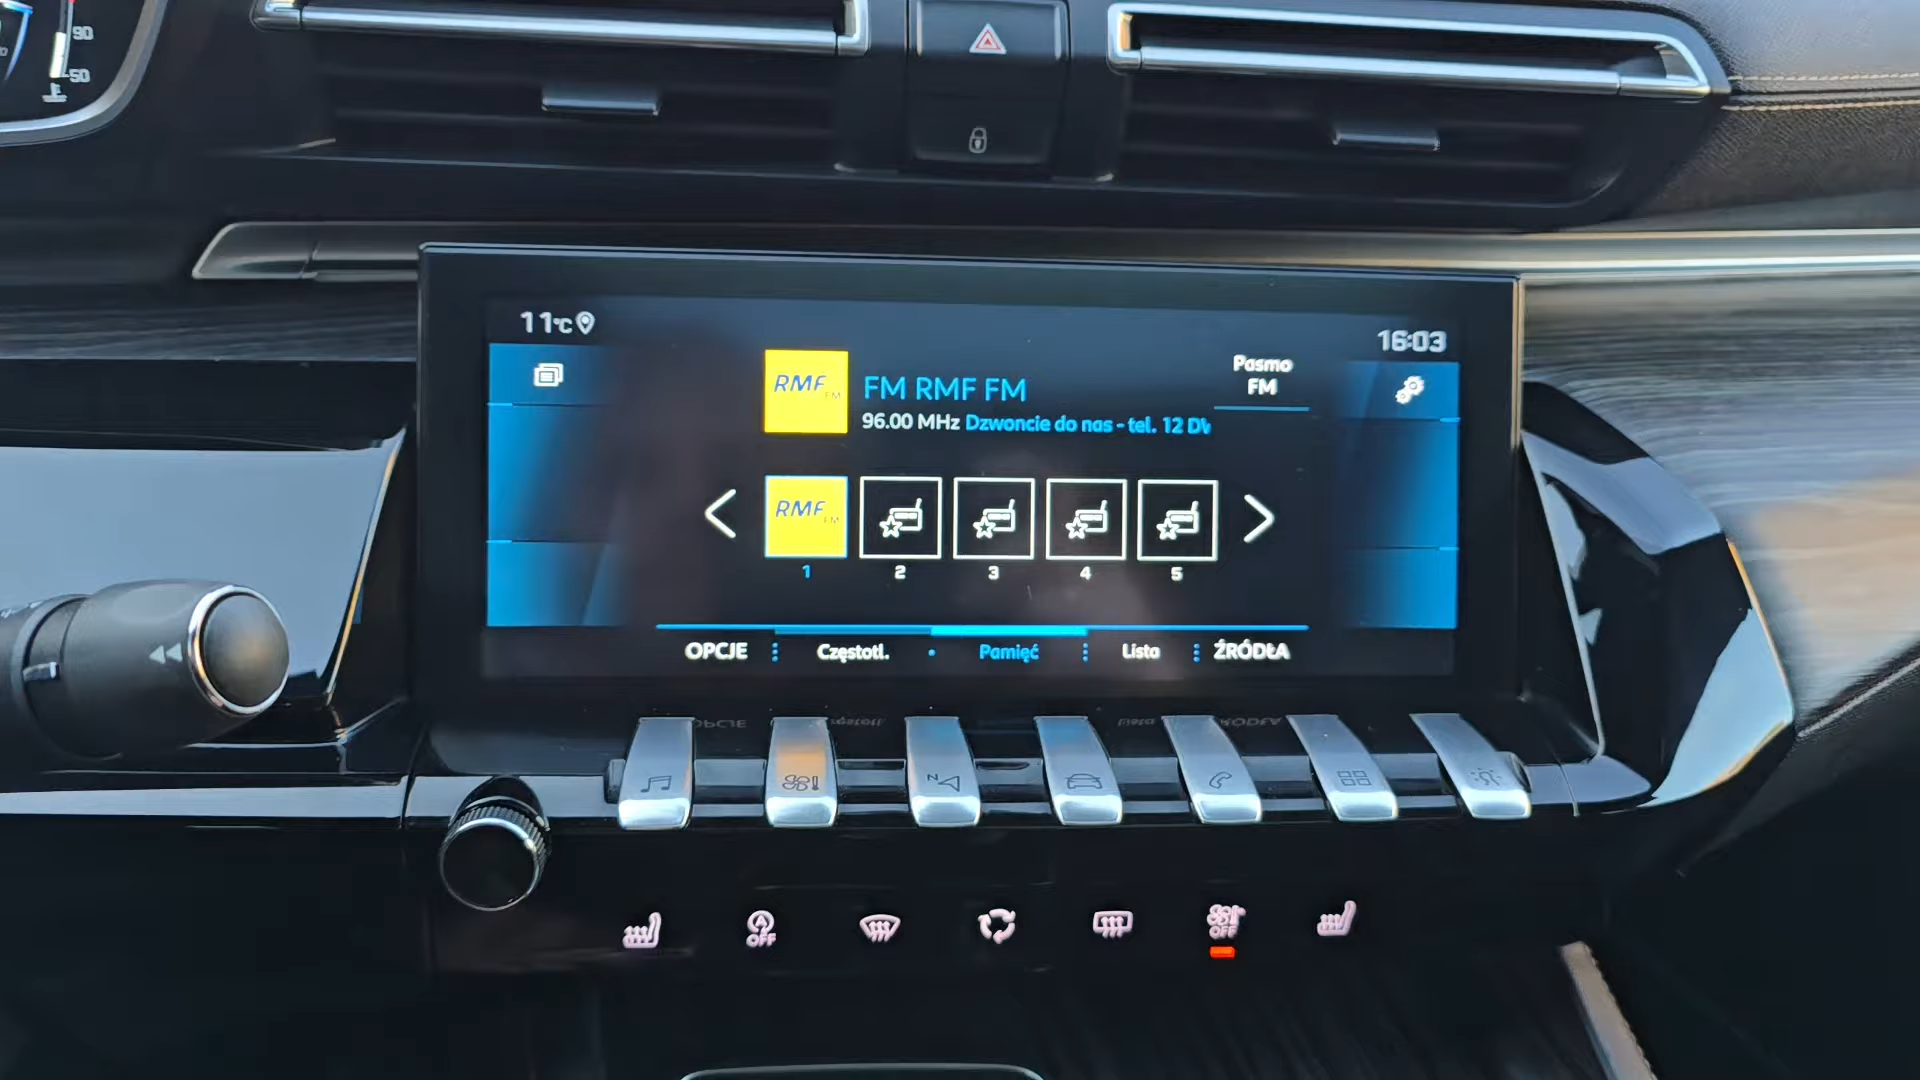 90
50
11°C
16:03
RMF FM
FM RMF FM
Pasmo
FM
96.00 MHz Dzwoncie do nas - tel. 12
RMF FM
1
2
3
4
5
OPCJE
Częstotl.
Pamięć
Lista
ŹRÓDŁA
N
A
OFF
OFF